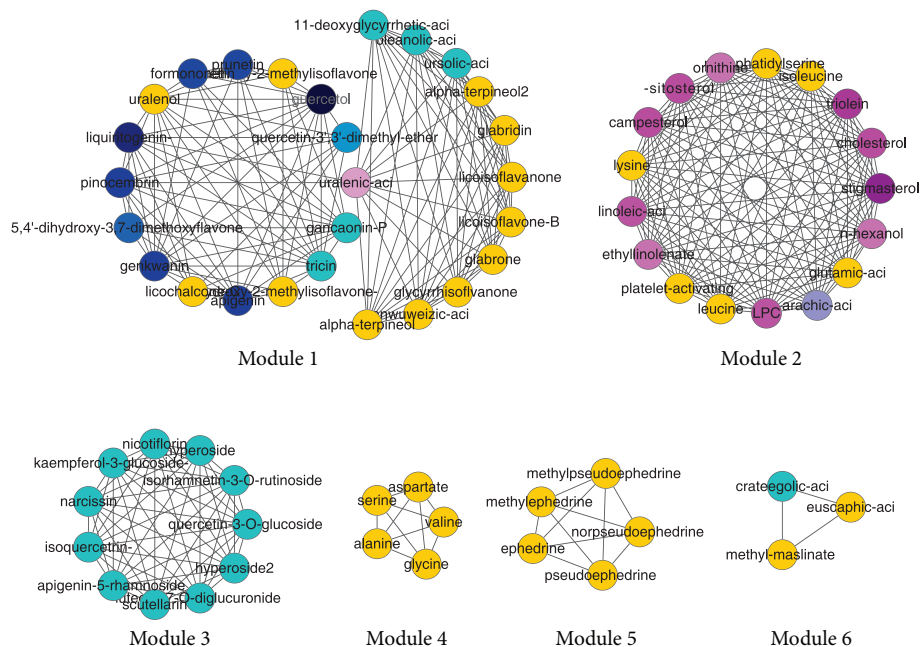 11-deoxyglycyrrhetic-aci
oleanolic-aci
ursolic-aci
alpha-terpineol2
glabridin
licoisoflavanone
licoisoflavone-B
glabrone
glycyrrhisoflvanone
nwuweizic-aci
alpha-terpineol
uralenic-aci
prunetin
-2-methylisoflavone
quercetol
quercetin-3',3'-dimethyl-ether
gancaonin-P
tricin
-2-methylisoflavone-
apigenin
licochalcone
genkwanin
5,4'-dihydroxy-3,7-dimethoxyflavone
pinocembrin
liquiritogenin-
uralenol
Module 1
phatidylserine
isoleucine
triolein
cholesterol
stigmasterol
n-hexanol
glutamic-aci
arachic-aci
LPC
leucine
platelet-activating
ethyllinolenate
linoleic-aci
lysine
campesterol
-sitosterol
ornithine
Module 2
nicotiflorin
hyperoside
isorhamnetin-3-O-rutinoside
quercetin-3-O-glucoside
hyperoside2
7-O-diglucuronide
scutellarin
apigenin-5-rhamnoside
isoquercetrin-
narcissin
kaempferol-3-glucoside-
Module 3
aspartate
serine
valine
alanine
glycine
Module 4
methylpseudoephedrine
methylephedrine
norpseudoephedrine
ephedrine
pseudoephedrine
Module 5
crateegolic-aci
euscaphic-aci
methyl-maslinate
Module 6